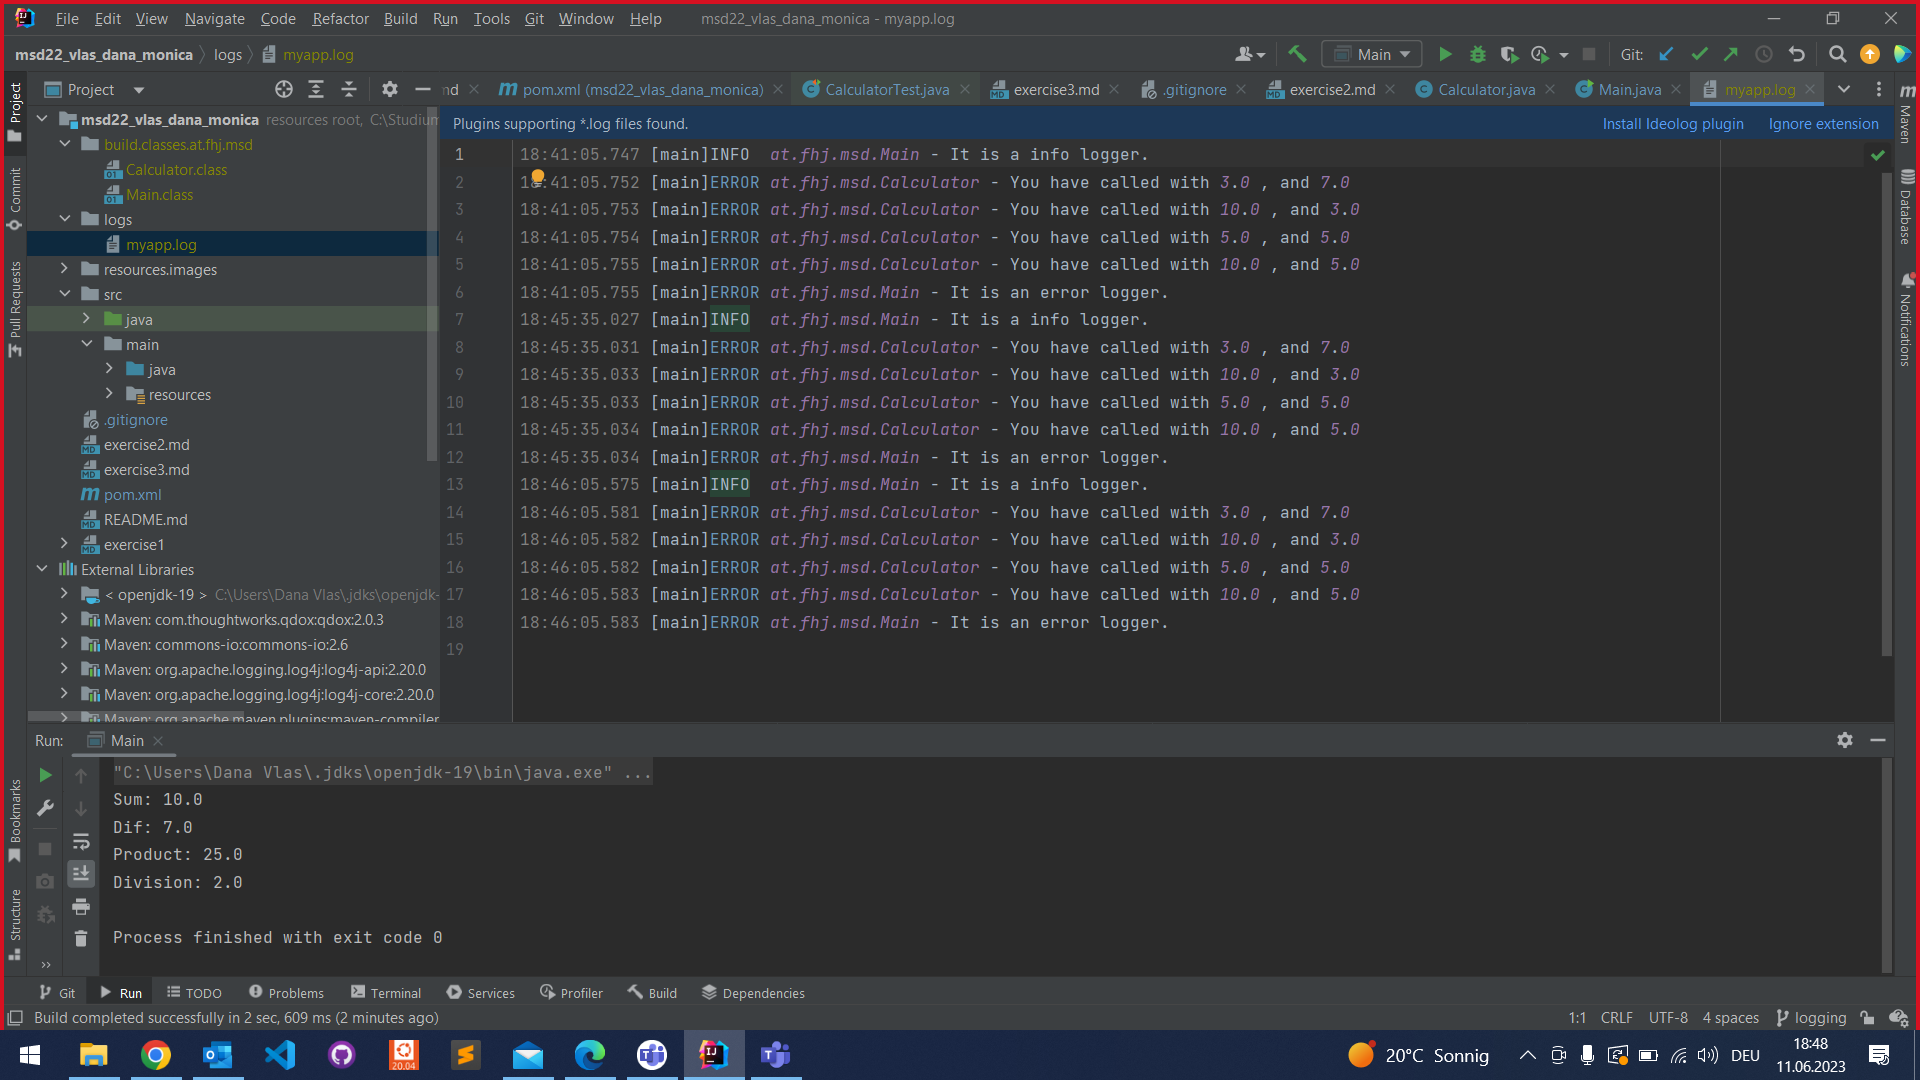 File Edit View Navigate Code Refactor Build Run Tools Git Window Help msd22_vlas_dana_monica - myapp.log
msd22_vlas_dana_monica logs myapp.log
Main
Git:
Project
nd
pom.xml (msd22_vlas_dana_monica)
CalculatorTest.java
exercise3.md
.gitignore
exercise2.md
Calculator.java
Main.java
myapp.log
Project
Commit
Pull Requests
Bookmarks
Structure
msd22_vlas_dana_monica resources root, C:\Studium
build.classes.at.fhj.msd
Calculator.class
Main.class
logs
myapp.log
resources.images
src
java
main
java
resources
.gitignore
exercise2.md
exercise3.md
pom.xml
README.md
exercise1
External Libraries
< openjdk-19 > C:\Users\Dana Vlas\.jdks\openjdk-
Maven: com.thoughtworks.qdox:qdox:2.0.3
Maven: commons-io:commons-io:2.6
Maven: org.apache.logging.log4j:log4j-api:2.20.0
Maven: org.apache.logging.log4j:log4j-core:2.20.0
Maven: org.apache.maven.plugins:maven-compiler
Plugins supporting *.log files found. Install Ideolog plugin Ignore extension
1 18:41:05.747 [main]INFO  at.fhj.msd.Main - It is a info logger.
2 18:41:05.752 [main]ERROR at.fhj.msd.Calculator - You have called with 3.0 , and 7.0
3 18:41:05.753 [main]ERROR at.fhj.msd.Calculator - You have called with 10.0 , and 3.0
4 18:41:05.754 [main]ERROR at.fhj.msd.Calculator - You have called with 5.0 , and 5.0
5 18:41:05.755 [main]ERROR at.fhj.msd.Calculator - You have called with 10.0 , and 5.0
6 18:41:05.755 [main]ERROR at.fhj.msd.Main - It is an error logger.
7 18:45:35.027 [main]INFO  at.fhj.msd.Main - It is a info logger.
8 18:45:35.031 [main]ERROR at.fhj.msd.Calculator - You have called with 3.0 , and 7.0
9 18:45:35.033 [main]ERROR at.fhj.msd.Calculator - You have called with 10.0 , and 3.0
10 18:45:35.033 [main]ERROR at.fhj.msd.Calculator - You have called with 5.0 , and 5.0
11 18:45:35.034 [main]ERROR at.fhj.msd.Calculator - You have called with 10.0 , and 5.0
12 18:45:35.034 [main]ERROR at.fhj.msd.Main - It is an error logger.
13 18:46:05.575 [main]INFO  at.fhj.msd.Main - It is a info logger.
14 18:46:05.581 [main]ERROR at.fhj.msd.Calculator - You have called with 3.0 , and 7.0
15 18:46:05.582 [main]ERROR at.fhj.msd.Calculator - You have called with 10.0 , and 3.0
16 18:46:05.582 [main]ERROR at.fhj.msd.Calculator - You have called with 5.0 , and 5.0
17 18:46:05.583 [main]ERROR at.fhj.msd.Calculator - You have called with 10.0 , and 5.0
18 18:46:05.583 [main]ERROR at.fhj.msd.Main - It is an error logger.
19
Maven
Database
Notifications
Run: Main
"C:\Users\Dana Vlas\.jdks\openjdk-19\bin\java.exe" ...
Sum: 10.0
Dif: 7.0
Product: 25.0
Division: 2.0
Process finished with exit code 0
Git Run TODO Problems Terminal Services Profiler Build Dependencies
Build completed successfully in 2 sec, 609 ms (2 minutes ago) 1:1 CRLF UTF-8 4 spaces logging
20.04
20°C Sonnig DEU
18:48
11.06.2023